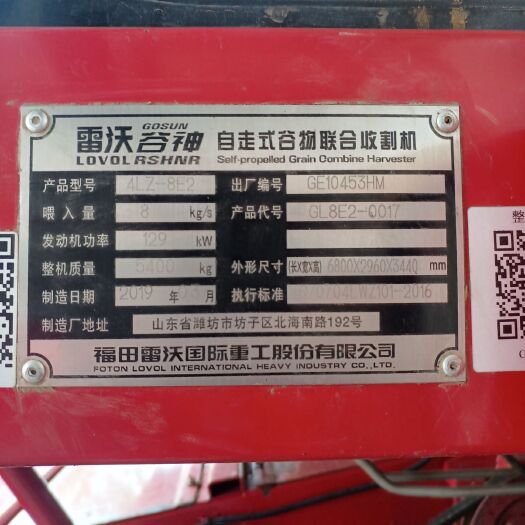 雷沃谷神 自走式谷物联合收割机
GOSUN
LOVOL RSHNR Self-propelled Grain Combine Harvester
产品型号 4LZ-8E2 出厂编号 GE10453HM
喂入量 8 kg/s 产品代号 GL8E2-0017
发动机功率 129 kW
整机质量 5400 kg 外形尺寸 (长X宽X高) 6800X2960X3440 mm
制造日期 2019 年 月 执行标准 704LWZ101-2016
制造厂地址 山东省潍坊市坊子区北海南路192号
福田雷沃国际重工股份有限公司
FOTON LOVOL INTERNATIONAL HEAVY INDUSTRY CO.,LTD.
整
G